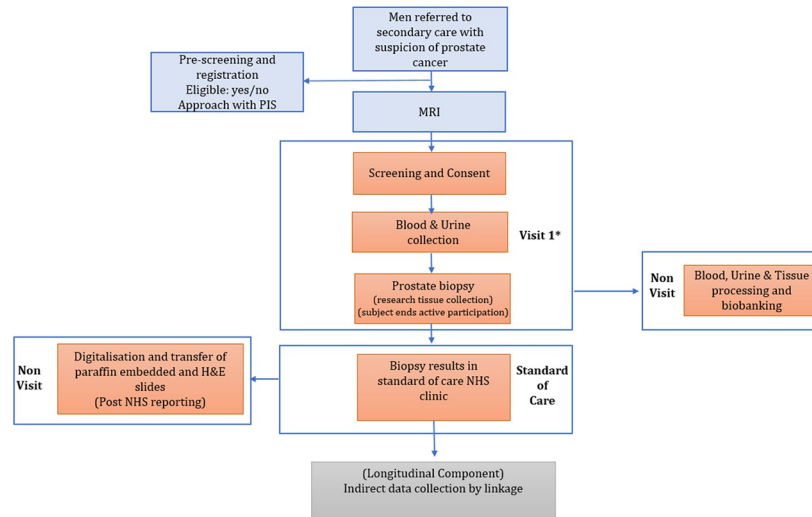 Men referred to
secondary care with
suspicion of prostate
cancer
Pre-screening and
registration
Eligible: yes/no
Approach with PIS
MRI
Screening and Consent
Blood & Urine
collection
Visit 1*
Prostate biopsy
(research tissue collection)
(subject ends active participation)
Non
Visit
Blood, Urine & Tissue
processing and
biobanking
Non
Visit
Digitalisation and transfer of
paraffin embedded and H&E
slides
(Post NHS reporting)
Biopsy results in
standard of care NHS
clinic
Standard
of
Care
(Longitudinal Component)
Indirect data collection by linkage